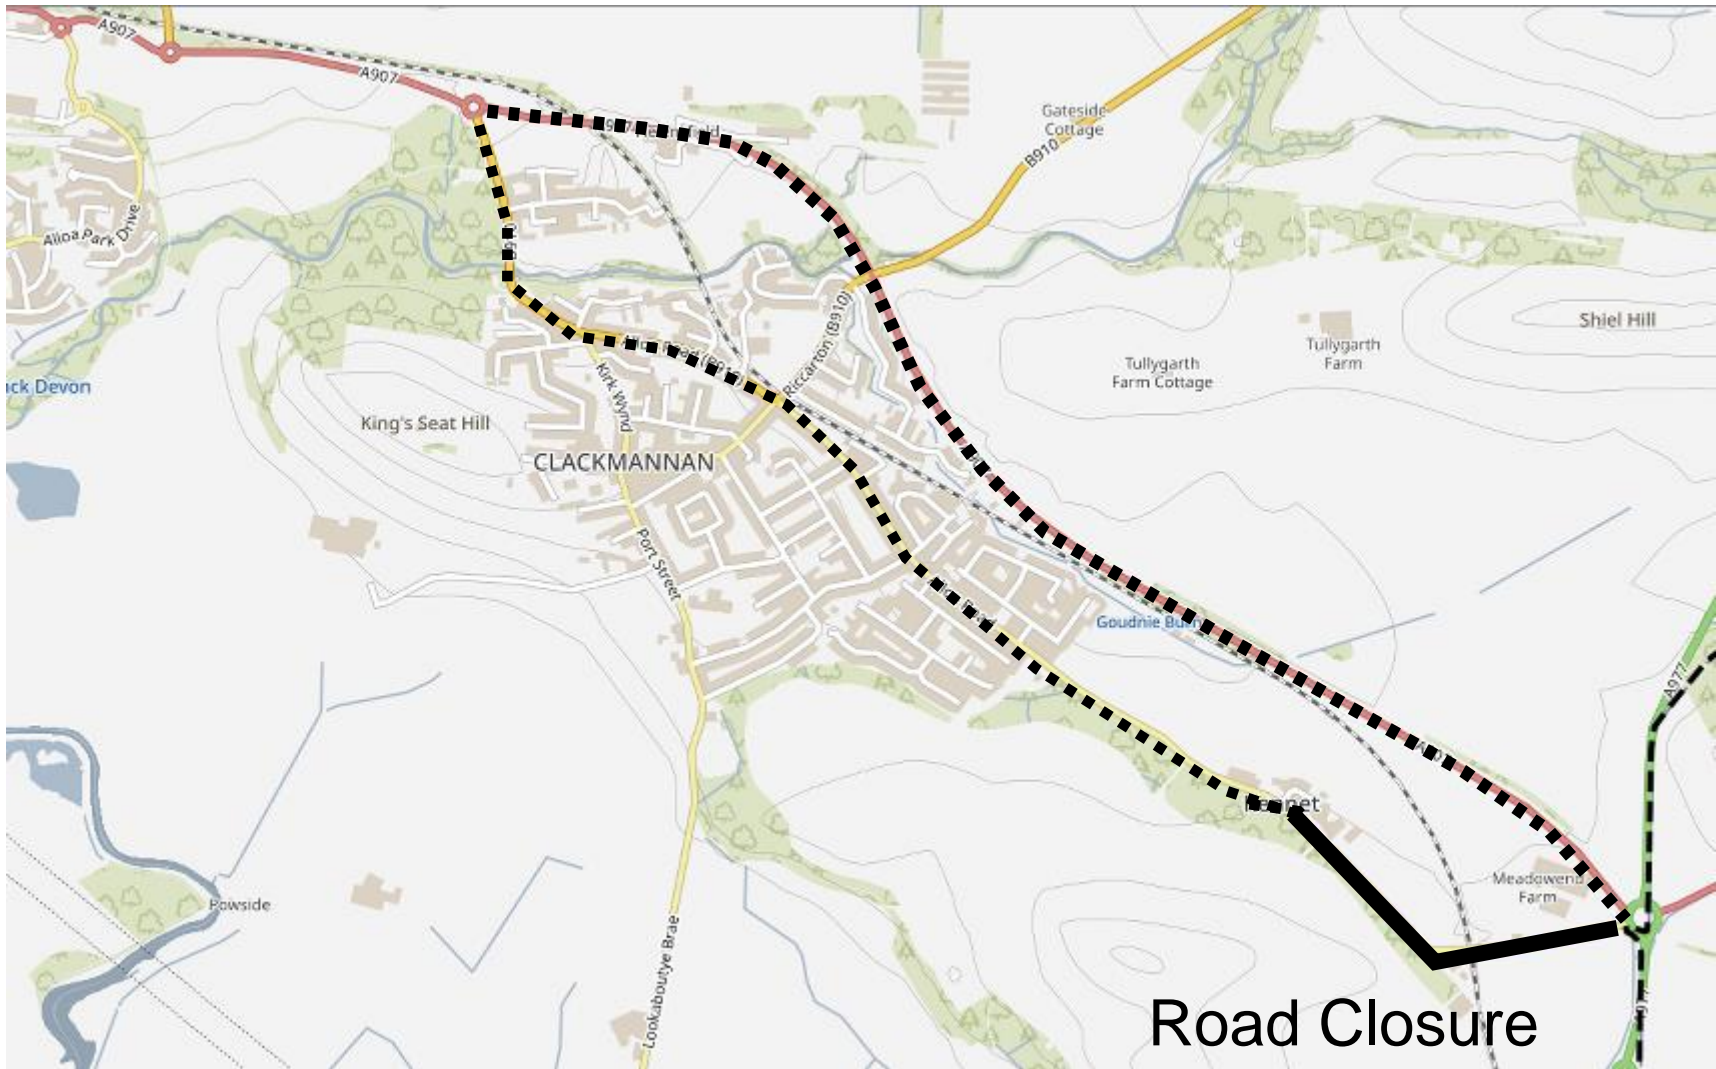 A907
A907
Gateside
Cottage
B910
Alloa Park Drive
Shiel Hill
Tullygarth
Farm
Tullygarth
Farm Cottage
Riccarton (B910)
ck Devon
Kirk Wynd
King's Seat Hill
CLACKMANNAN
Port Street
Goudnie Burn
A977
Meadowend
Farm
Powside
Lookaboutye Brae
Road Closure